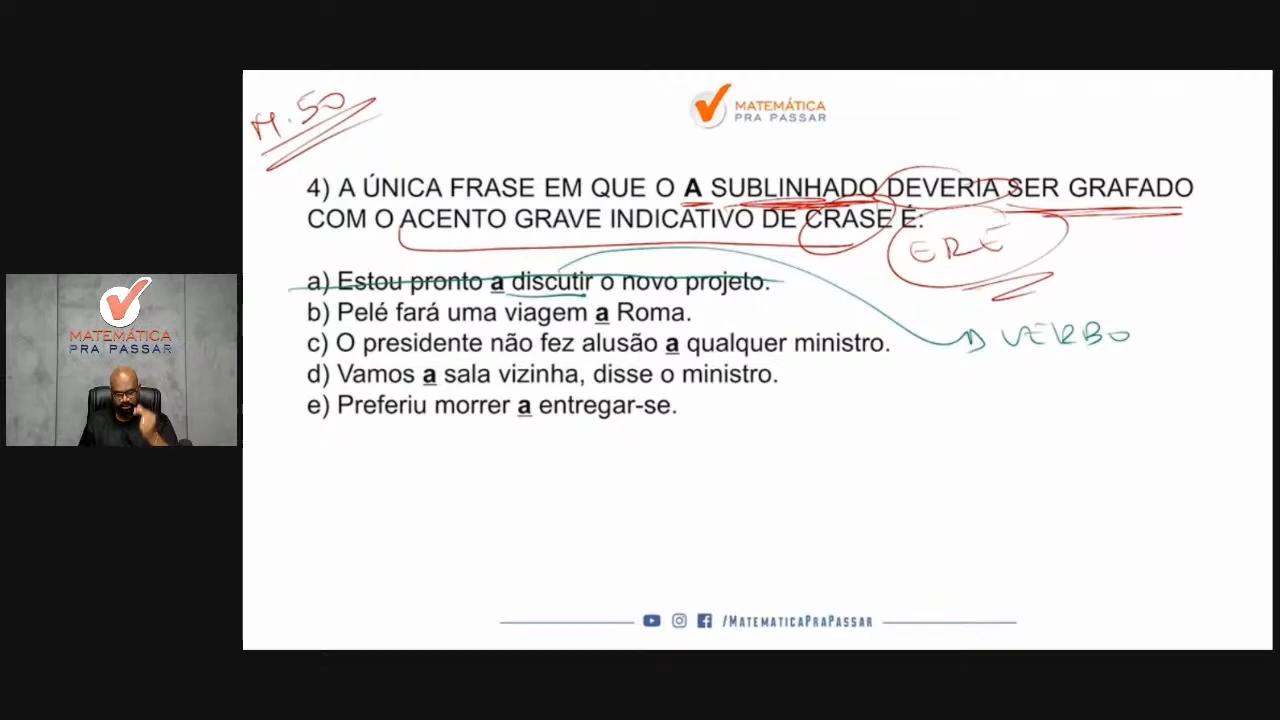 M.50
MATEMÁTICA
PRA PASSAR
4) A ÚNICA FRASE EM QUE O A SUBLINHADO DEVERIA SER GRAFADO
COM O ACENTO GRAVE INDICATIVO DE CRASE É:
a) Estou pronto a discutir o novo projeto.
b) Pelé fará uma viagem a Roma.
c) O presidente não fez alusão a qualquer ministro.
d) Vamos a sala vizinha, disse o ministro.
e) Preferiu morrer a entregar-se.
VERBO
MATEMÁTICA
PRA PASSAR
/MATEMATICAPRAPASSAR